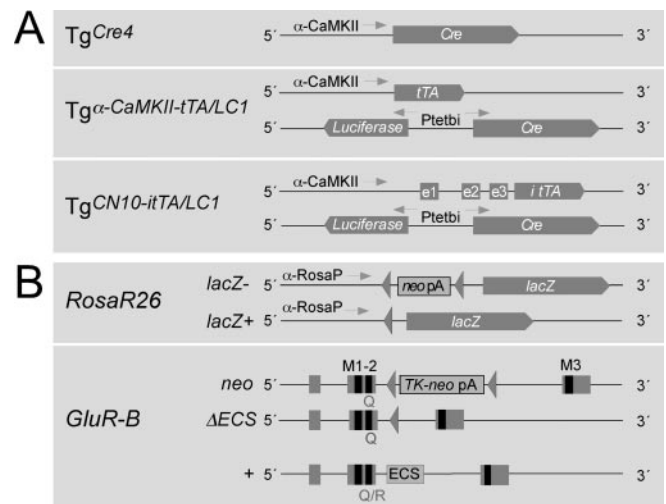 A
TgCre4
5´ α-CaMKII Cre 3´
Tgα-CaMKII-tTA/LC1
5´ α-CaMKII tTA 3´
5´ Luciferase Ptetbi Cre 3´
TgCN10-itTA/LC1
5´ α-CaMKII e1 e2 e3 i tTA 3´
5´ Luciferase Ptetbi Cre 3´
B
RosaR26
lacZ- 5´ α-RosaP neo pA lacZ 3´
lacZ+ 5´ α-RosaP lacZ 3´
GluR-B
M1-2 M3
neo 5´ TK-neo pA 3´
Q
ΔECS 5´ 3´
Q
+ 5´ ECS 3´
Q/R